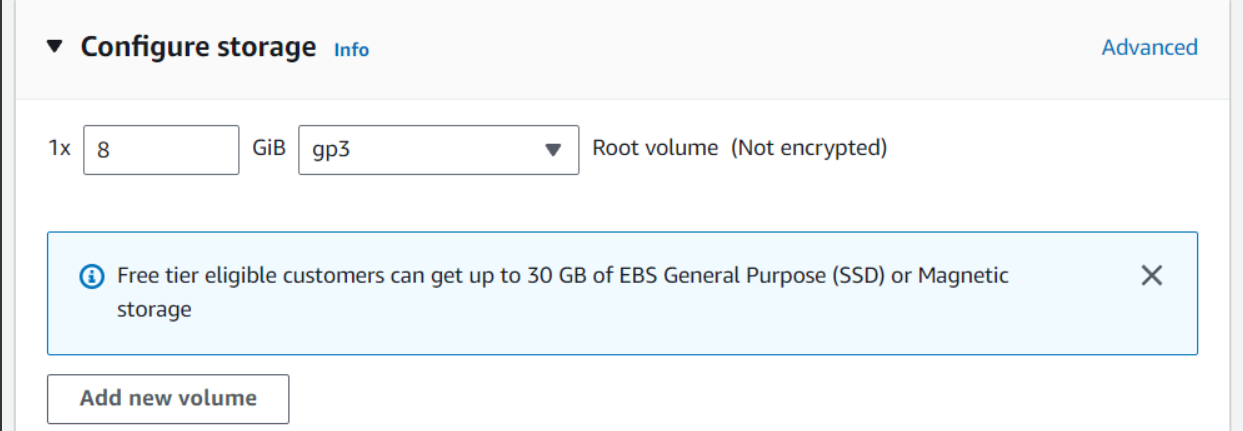 Configure storage Info Advanced
1x 8 GiB gp3 Root volume (Not encrypted)
Free tier eligible customers can get up to 30 GB of EBS General Purpose (SSD) or Magnetic
storage
Add new volume